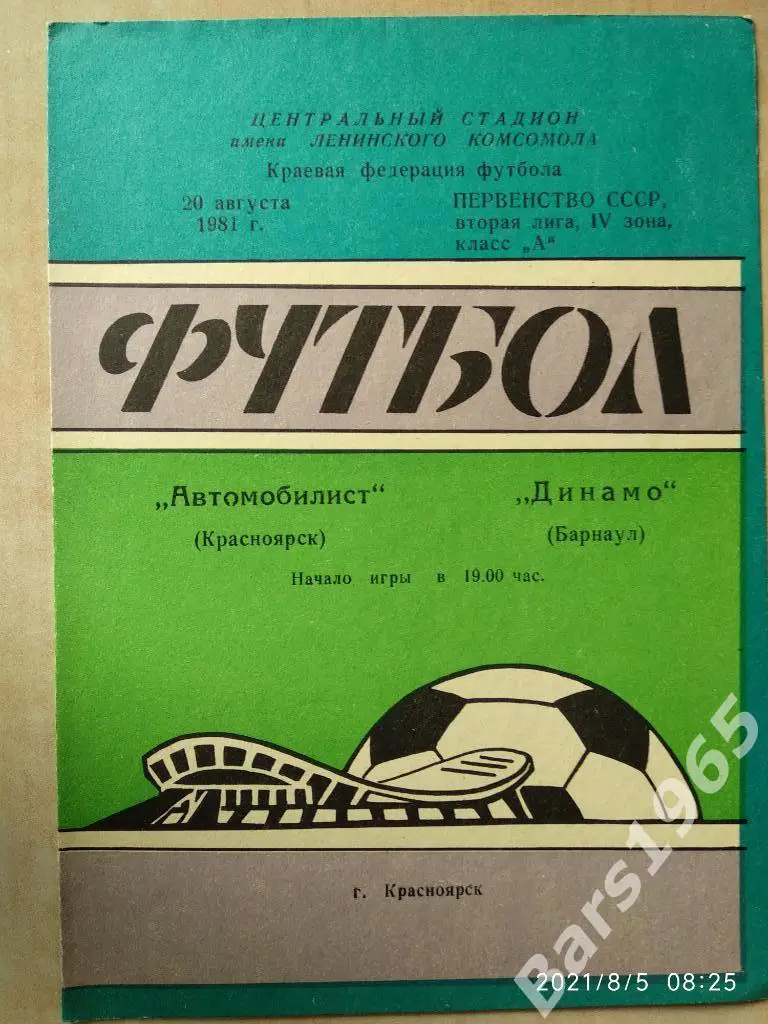 ЦЕНТРАЛЬНЫЙ СТАДИОН
имени ЛЕНИНСКОГО КОМСОМОЛА
Краевая федерация футбола
20 августа
1981 г.
ПЕРВЕНСТВО СССР,
вторая лига, IV зона,
класс „А“
ФУТБОЛ
„Автомобилист“
(Красноярск)
„Динамо“
(Барнаул)
Начало игры в 19.00 час.
г. Красноярск
Bars1965
2021/8/5 08:25